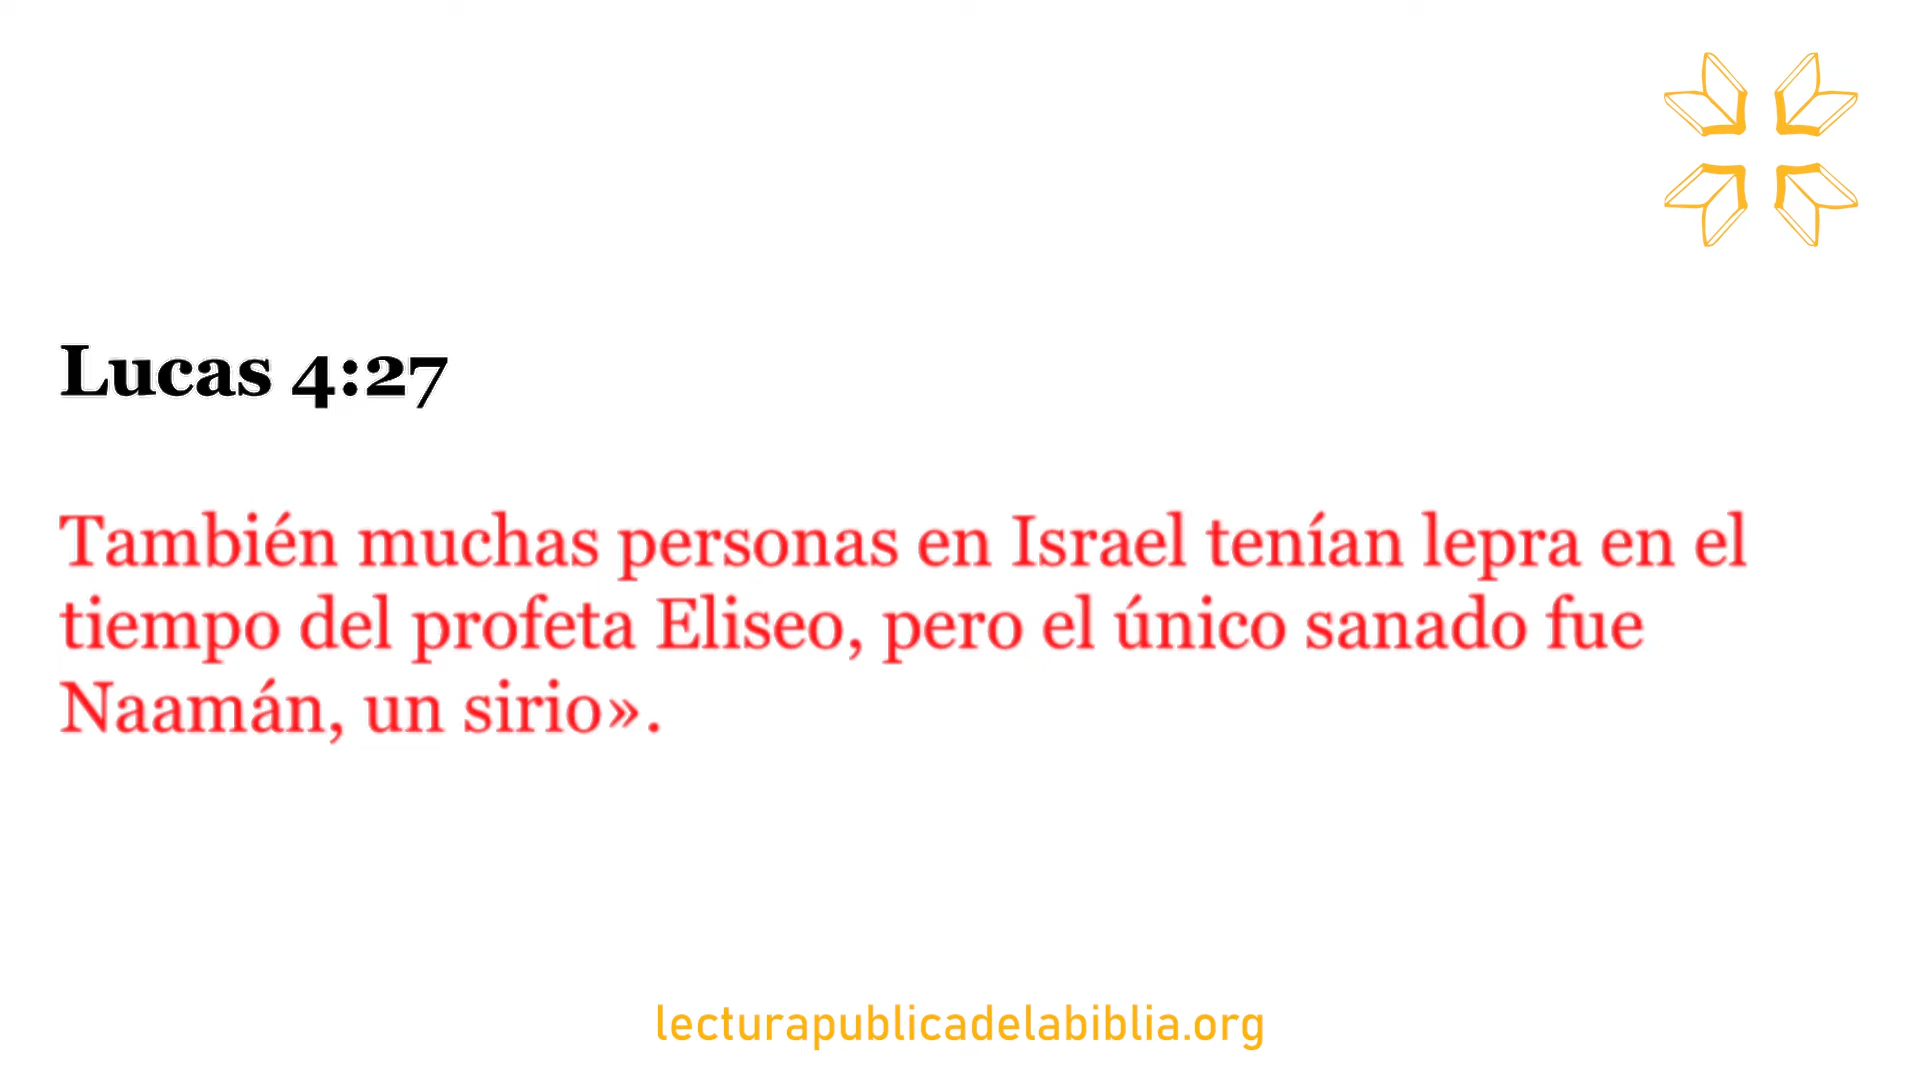 Lucas 4:27
También muchas personas en Israel tenían lepra en el
tiempo del profeta Eliseo, pero el único sanado fue
Naamán, un sirio».
lecturapublicadelabiblia.org